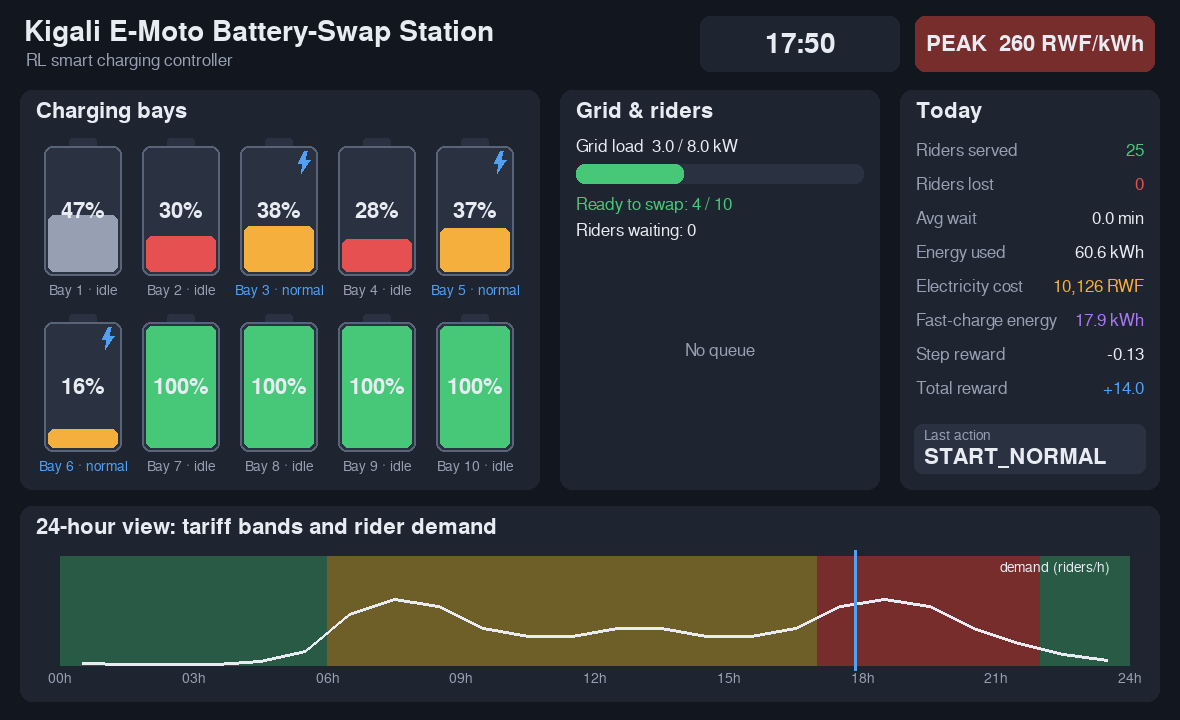 Kigali E-Moto Battery-Swap Station
RL smart charging controller
17:50
PEAK  260 RWF/kWh
Charging bays
47%
30%
38%
28%
37%
Bay 1 · idle
Bay 2 · idle
Bay 3 · normal
Bay 4 · idle
Bay 5 · normal
16%
100%
100%
100%
100%
Bay 6 · normal
Bay 7 · idle
Bay 8 · idle
Bay 9 · idle
Bay 10 · idle
Grid & riders
Grid load  3.0 / 8.0 kW
Ready to swap: 4 / 10
Riders waiting: 0
No queue
Today
Riders served 25
Riders lost 0
Avg wait 0.0 min
Energy used 60.6 kWh
Electricity cost 10,126 RWF
Fast-charge energy 17.9 kWh
Step reward -0.13
Total reward +14.0
Last action
START_NORMAL
24-hour view: tariff bands and rider demand
demand (riders/h)
00h 03h 06h 09h 12h 15h 18h 21h 24h